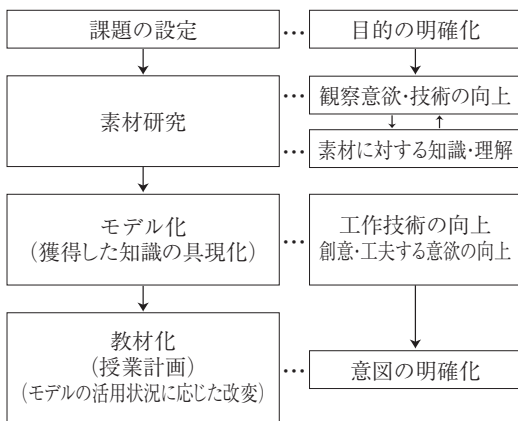 課題の設定
…
目的の明確化
素材研究
…
観察意欲・技術の向上
…
素材に対する知識・理解
モデル化
(獲得した知識の具現化)
…
工作技術の向上
創意・工夫する意欲の向上
教材化
(授業計画)
(モデルの活用状況に応じた改変)
…
意図の明確化